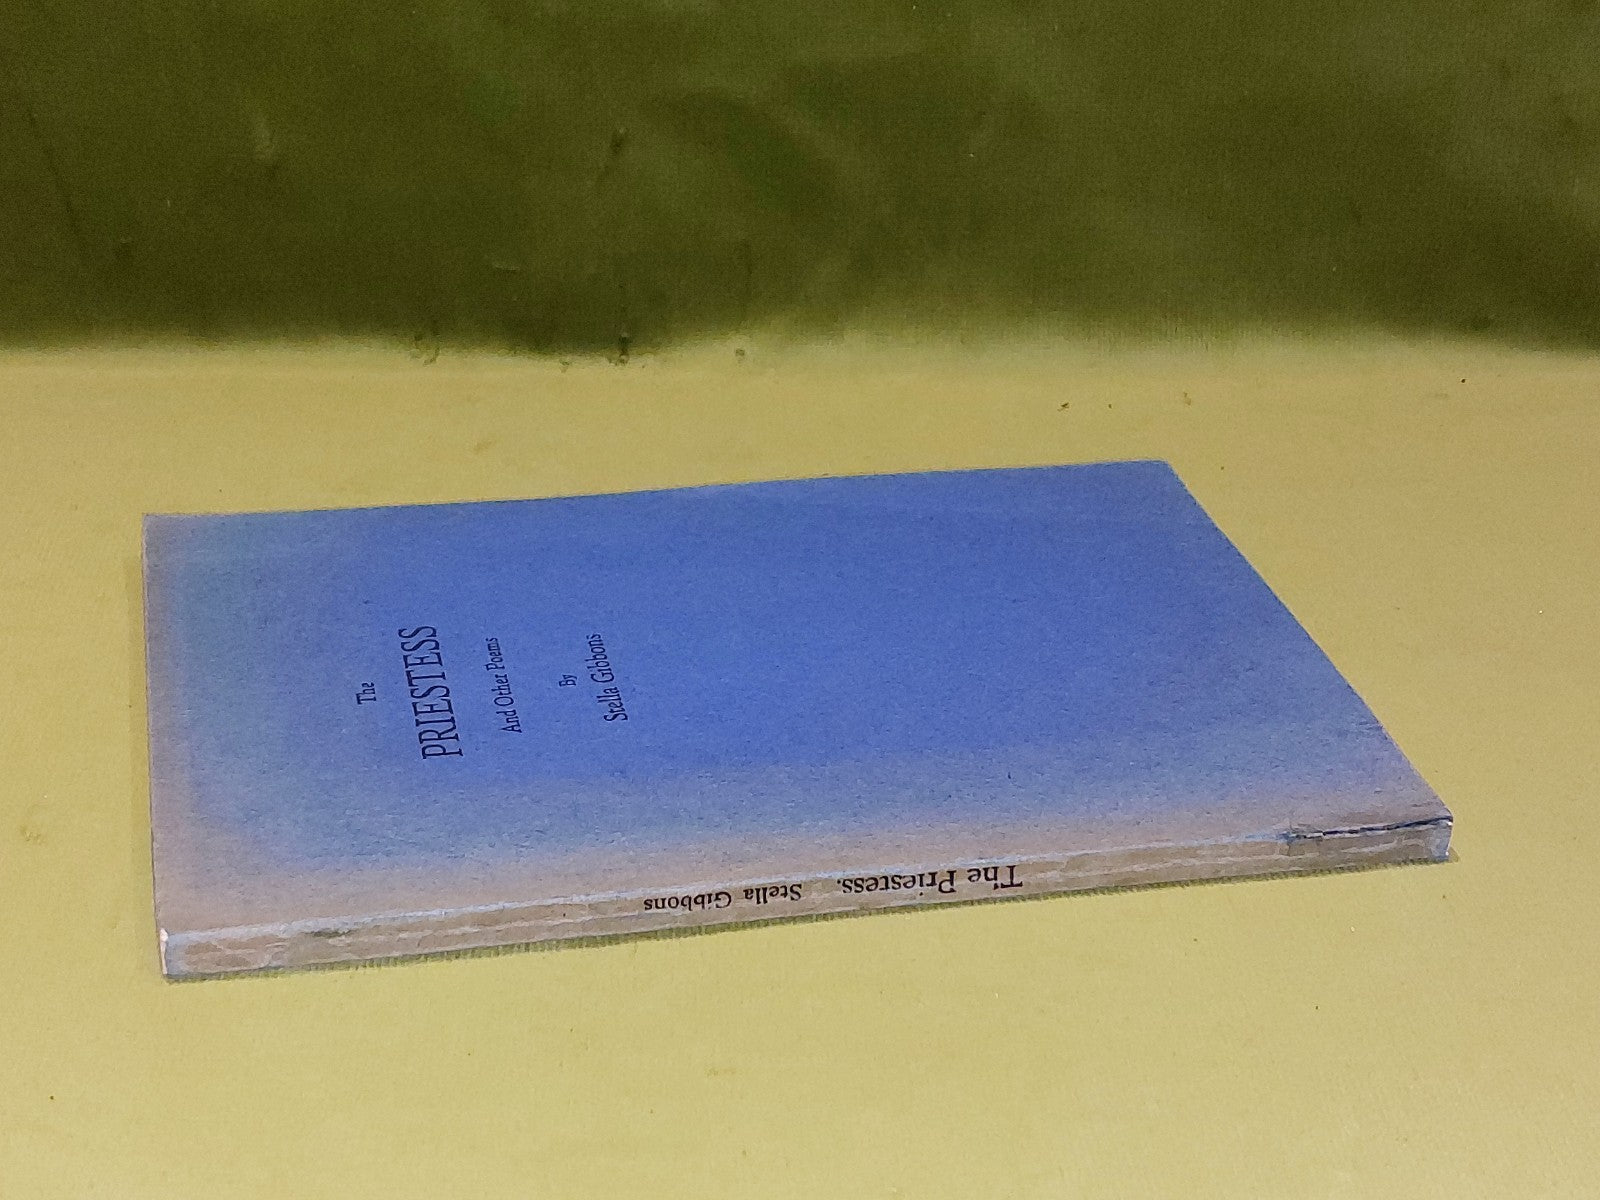 The
PRIESTESS
And Other Poems
By
Stella Gibbons
The Priestess. Stella Gibbons